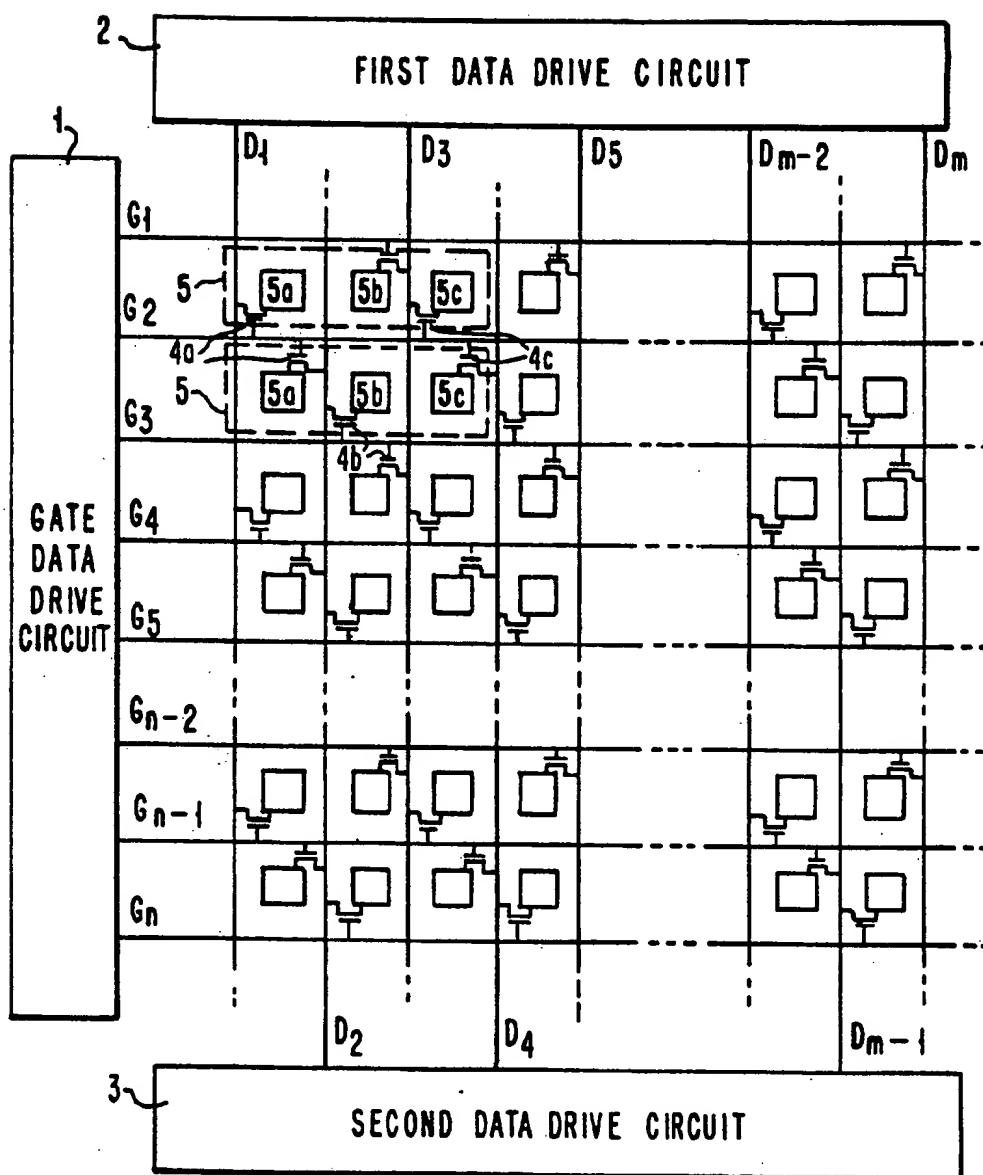 2
FIRST DATA DRIVE CIRCUIT
1
D1 D3 D5 Dm-2 Dm
G1
5 5a 5b 5c
G2
4a 4c
5 5a 5b 5c
G3
4b
G4
G5
GATE
DATA
DRIVE
CIRCUIT
Gn-2
Gn-1
Gn
D2 D4 Dm-1
3
SECOND DATA DRIVE CIRCUIT